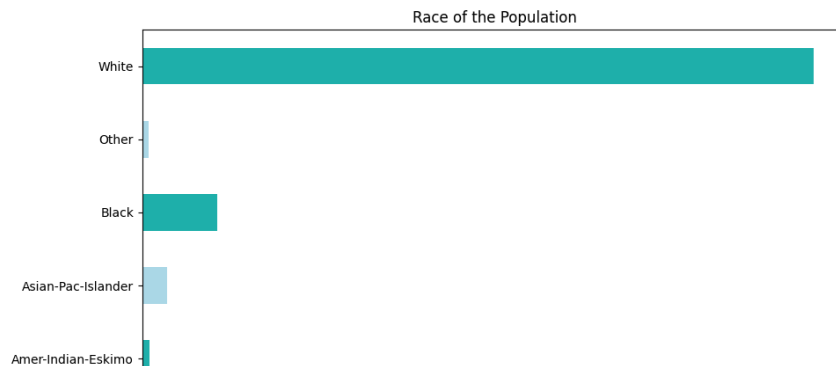 Race of the Population
White
Other
Black
Asian-Pac-Islander
Amer-Indian-Eskimo